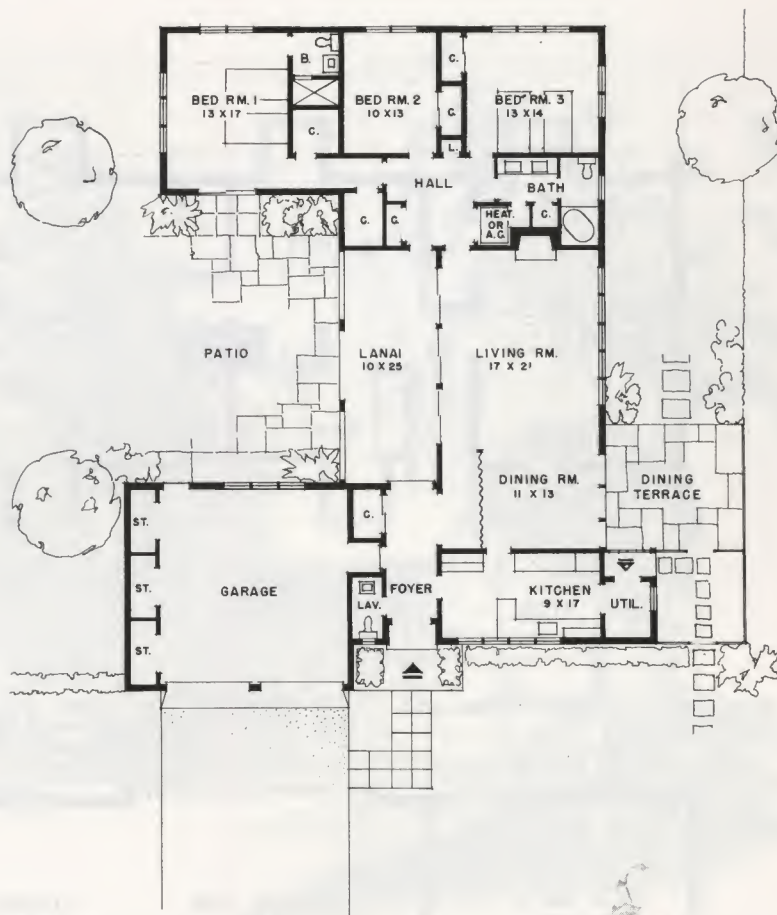 B.
BED RM. 1
13 X 17
C.
BED RM. 2
10 X 13
C.
C.
L.
BED RM. 3
13 X 14
HALL
BATH
C.
C.
HEAT.
OR
A.C.
C.
PATIO
LANAI
10 X 25
LIVING RM.
17 X 21
DINING RM.
11 X 13
DINING
TERRACE
ST.
ST.
ST.
GARAGE
C.
LAV.
FOYER
KITCHEN
9 X 17
UTIL.